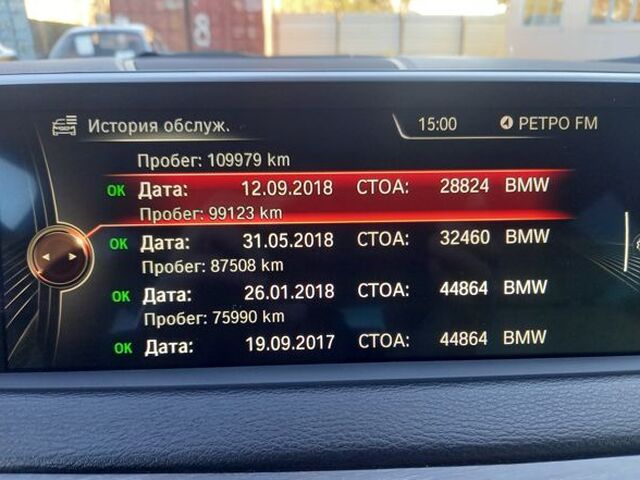 История обслуж. 15:00 РЕТРО FM
Пробег: 109979 km
OK Дата: 12.09.2018 СТОА: 28824 BMW
Пробег: 99123 km
OK Дата: 31.05.2018 СТОА: 32460 BMW
Пробег: 87508 km
OK Дата: 26.01.2018 СТОА: 44864 BMW
Пробег: 75990 km
OK Дата: 19.09.2017 СТОА: 44864 BMW